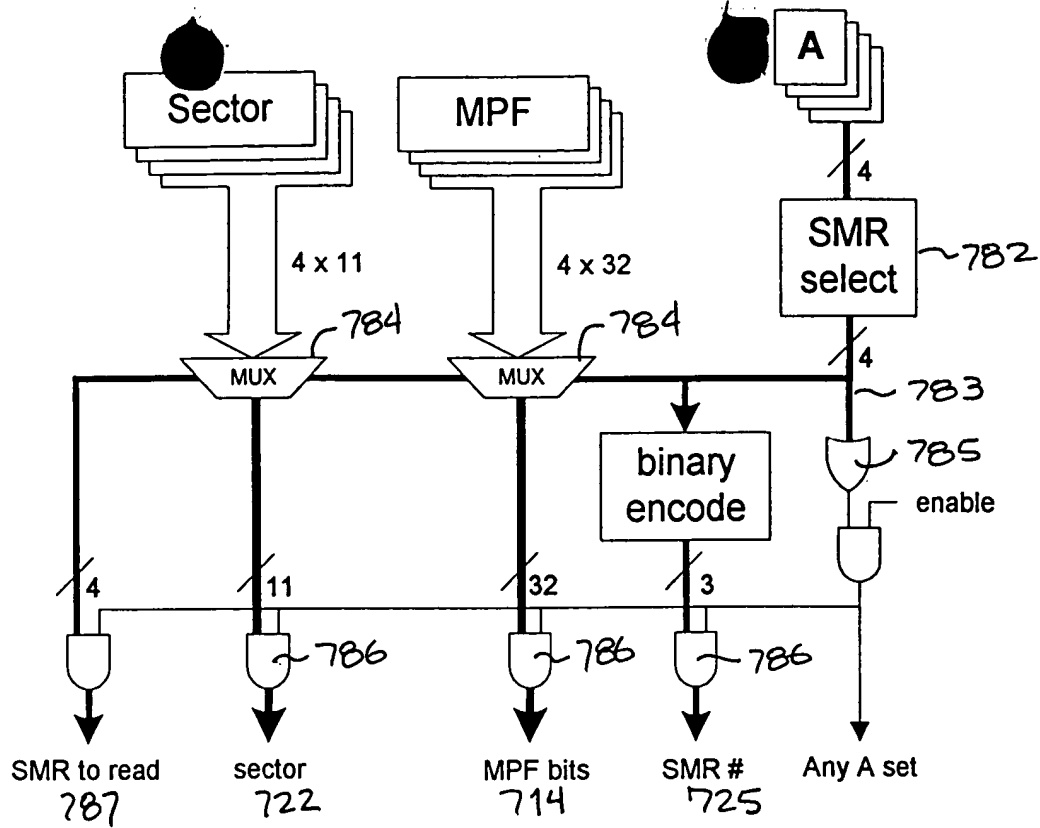 A
Sector
MPF
4
SMR
select
782
4 x 11
4 x 32
784
784
4
MUX
MUX
783
785
binary
encode
enable
4
11
32
3
786
786
786
SMR to read
sector
MPF bits
SMR #
Any A set
787
722
714
725